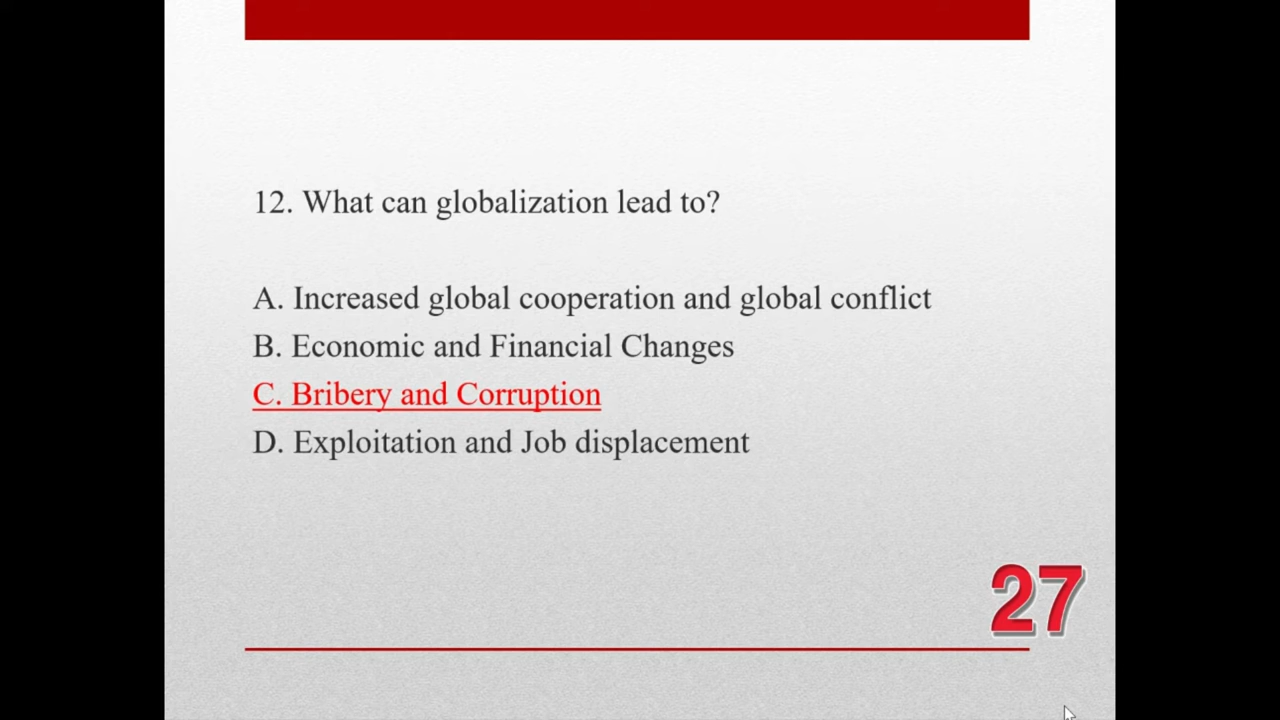 12. What can globalization lead to?
A. Increased global cooperation and global conflict
B. Economic and Financial Changes
C. Bribery and Corruption
D. Exploitation and Job displacement
27